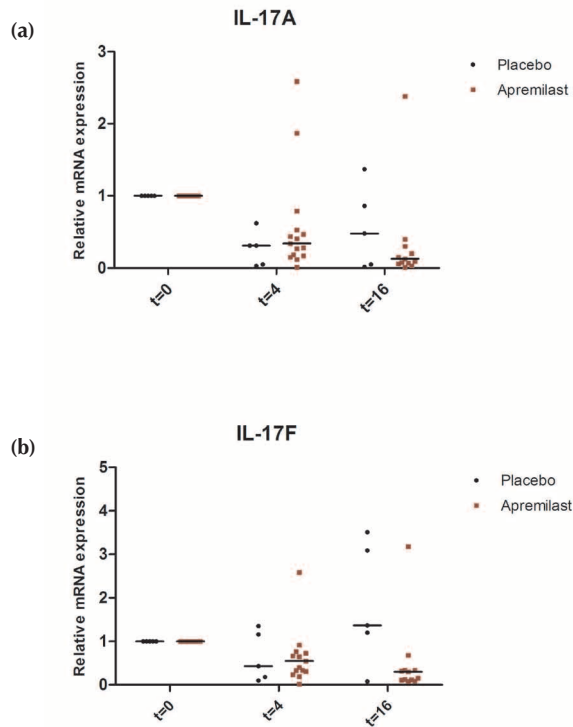 (a)
IL-17A
Relative mRNA expression
3
2
1
0
t=0
t=4
t=16
Placebo
Apremilast
(b)
IL-17F
Relative mRNA expression
5
4
3
2
1
0
t=0
t=4
t=16
Placebo
Apremilast